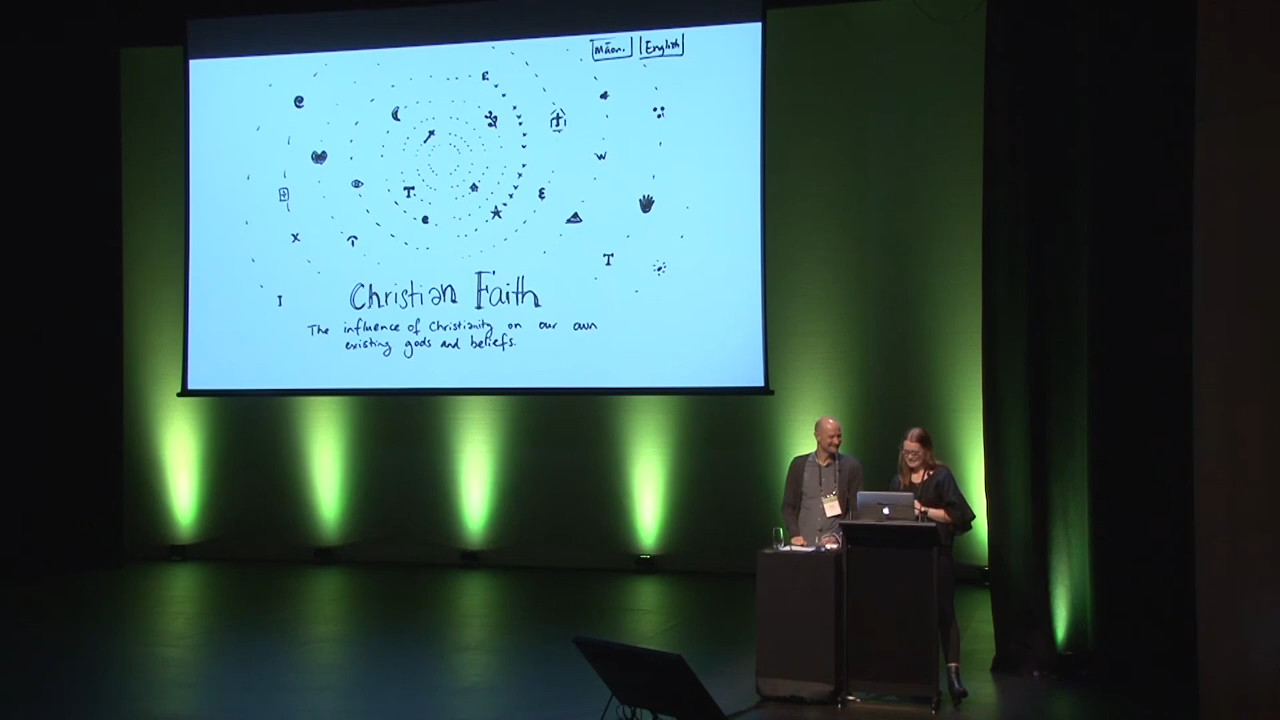 Māori
English
Christian Faith
The influence of Christianity on our own
existing gods and beliefs.